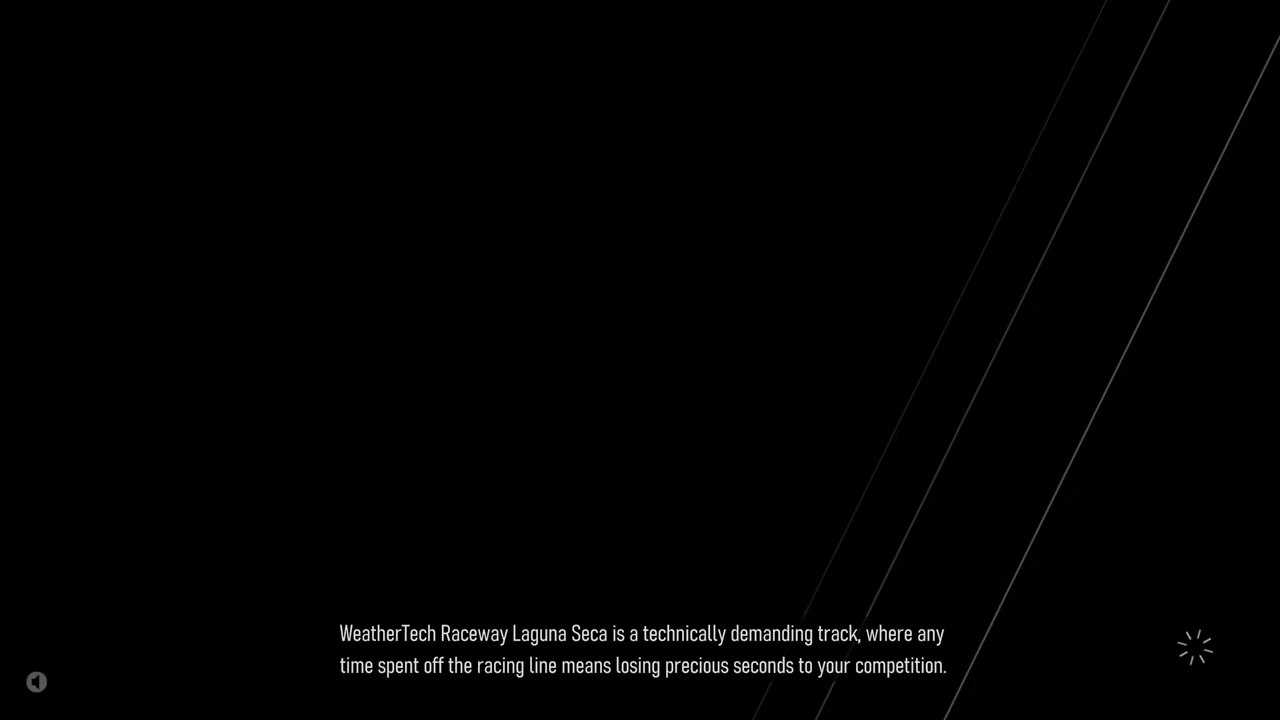 WeatherTech Raceway Laguna Seca is a technically demanding track, where any
time spent off the racing line means losing precious seconds to your competition.